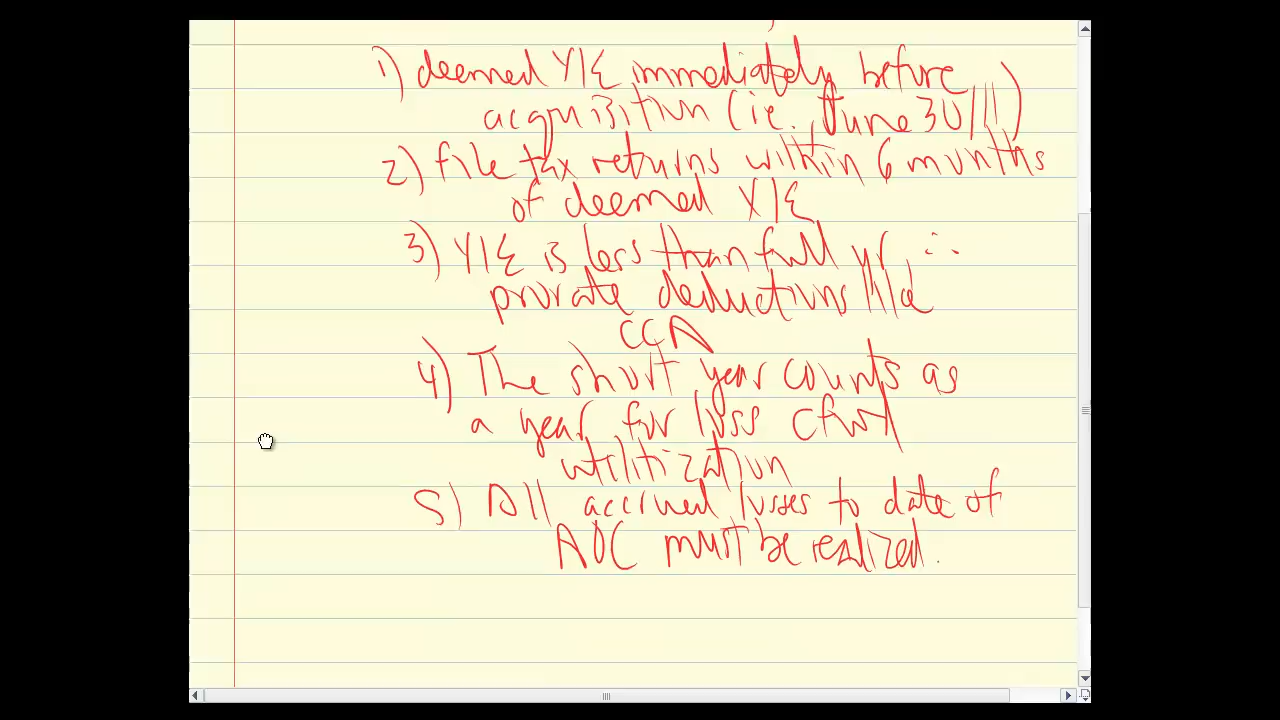 1) deemed Y/E immediately before
acquisition (ie. June 30/11)
2) file tax returns within 6 months
of deemed Y/E
3) Y/E is less than full yr ∴
prorate deductions like
CCA
4) The short year counts as
a year for loss cfwd
utilitization
5) All accrued losses to date of
AOC must be realized.